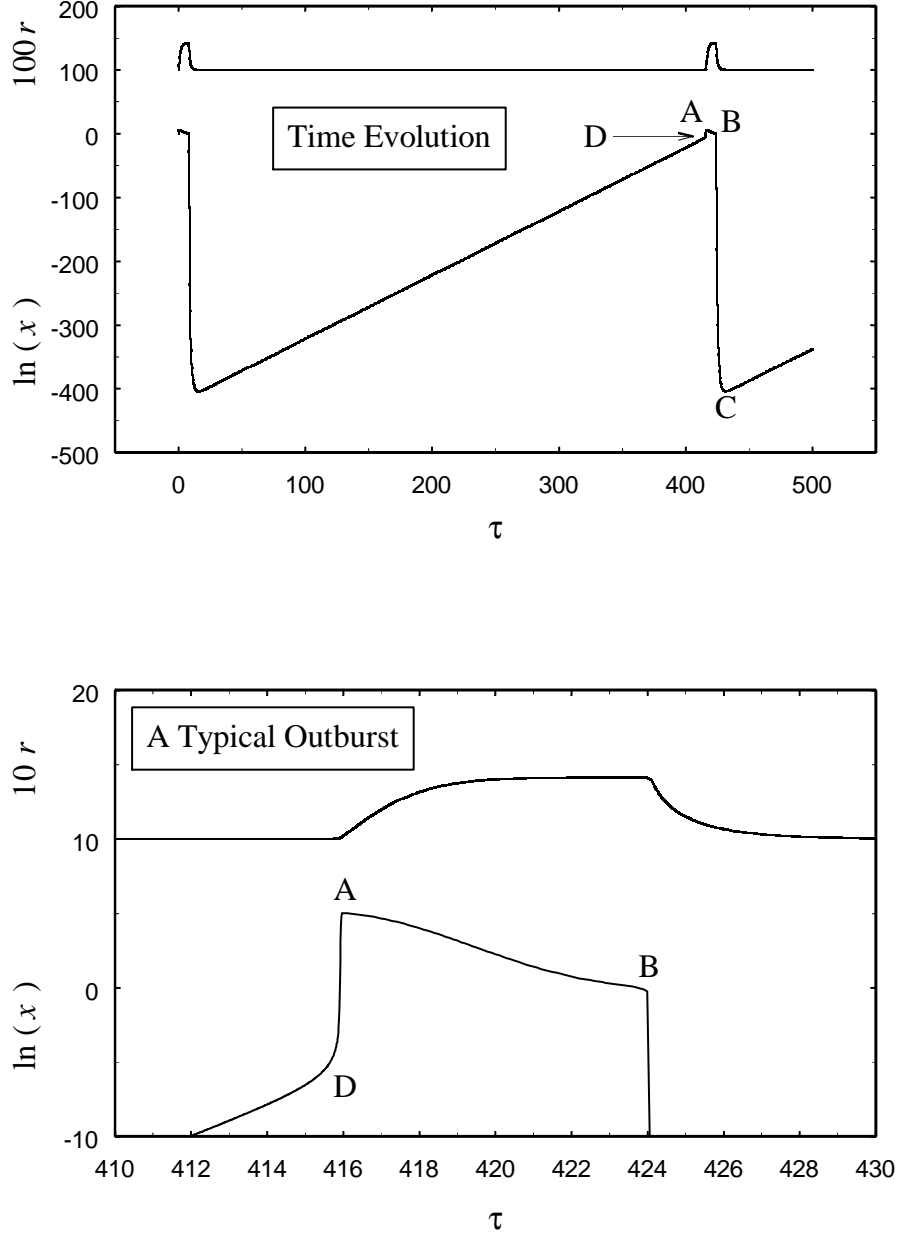 200
100 r
100
A
B
Time Evolution
D
0
-100
-200
-300
ln ( x )
-400
C
-500
0 100 200 300 400 500
τ
20
A Typical Outburst
10 r
10
A
5
B
0
D
ln ( x )
-10
410 412 414 416 418 420 422 424 426 428 430
τ